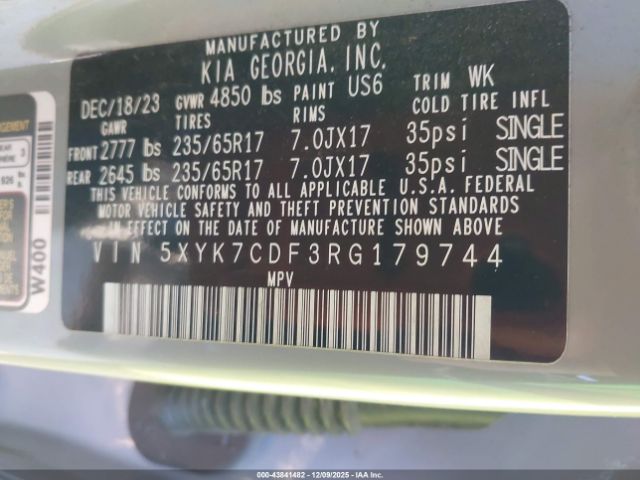 MANUFACTURED BY
KIA GEORGIA, INC.
DEC/18/23 GVWR 4850 lbs PAINT US6 TRIM WK
GAWR TIRES RIMS COLD TIRE INFL
FRONT 2777 lbs 235/65R17 7.0JX17 35psi SINGLE
REAR 2645 lbs 235/65R17 7.0JX17 35psi SINGLE
THIS VEHICLE CONFORMS TO ALL APPLICABLE U.S.A. FEDERAL
MOTOR VEHICLE SAFETY AND THEFT PREVENTION STANDARDS
IN EFFECT ON THE DATE OF MANUFACTURE SHOWN ABOVE.
VIN 5XYK7CDF3RG179744
MPV
W400
000-43841482 - 12/09/2025 - IAAI.com